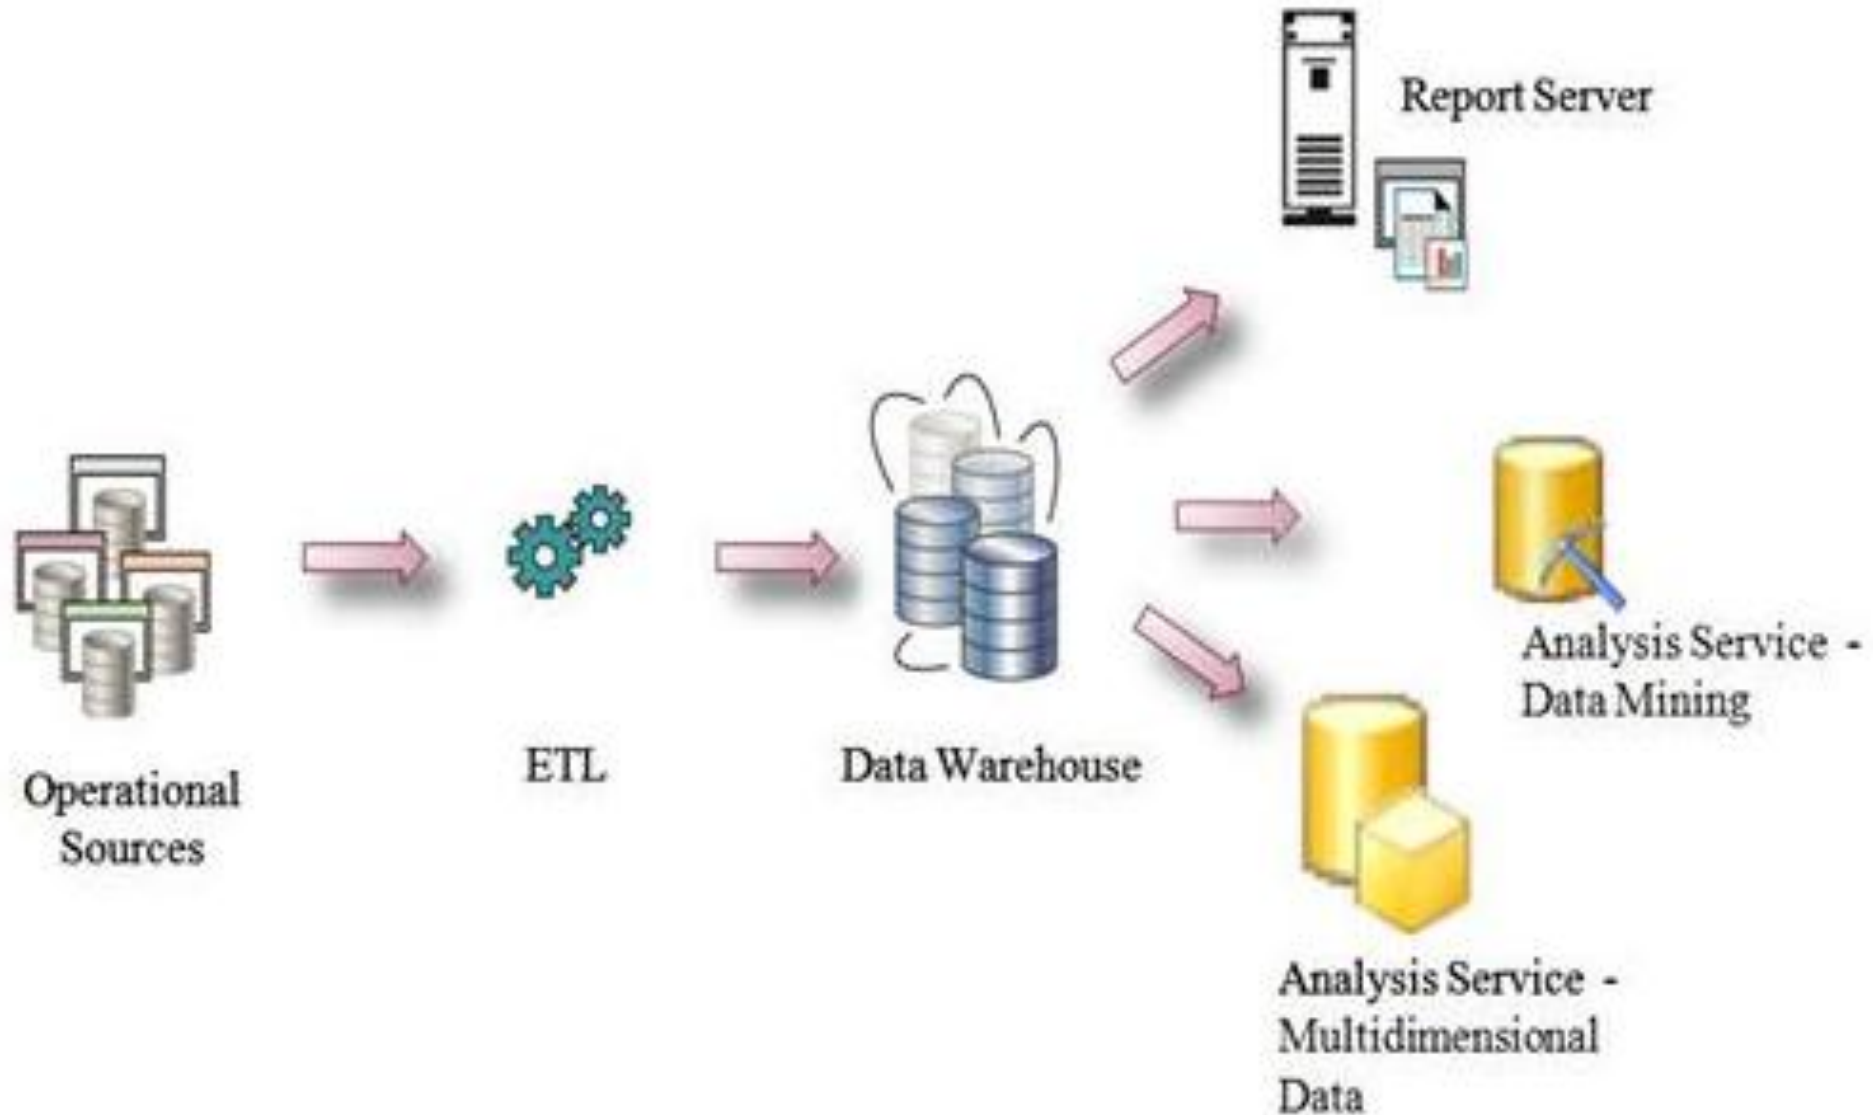 Report Server
Analysis Service -
Data Mining
Operational
Sources
ETL
Data Warehouse
Analysis Service -
Multidimensional
Data